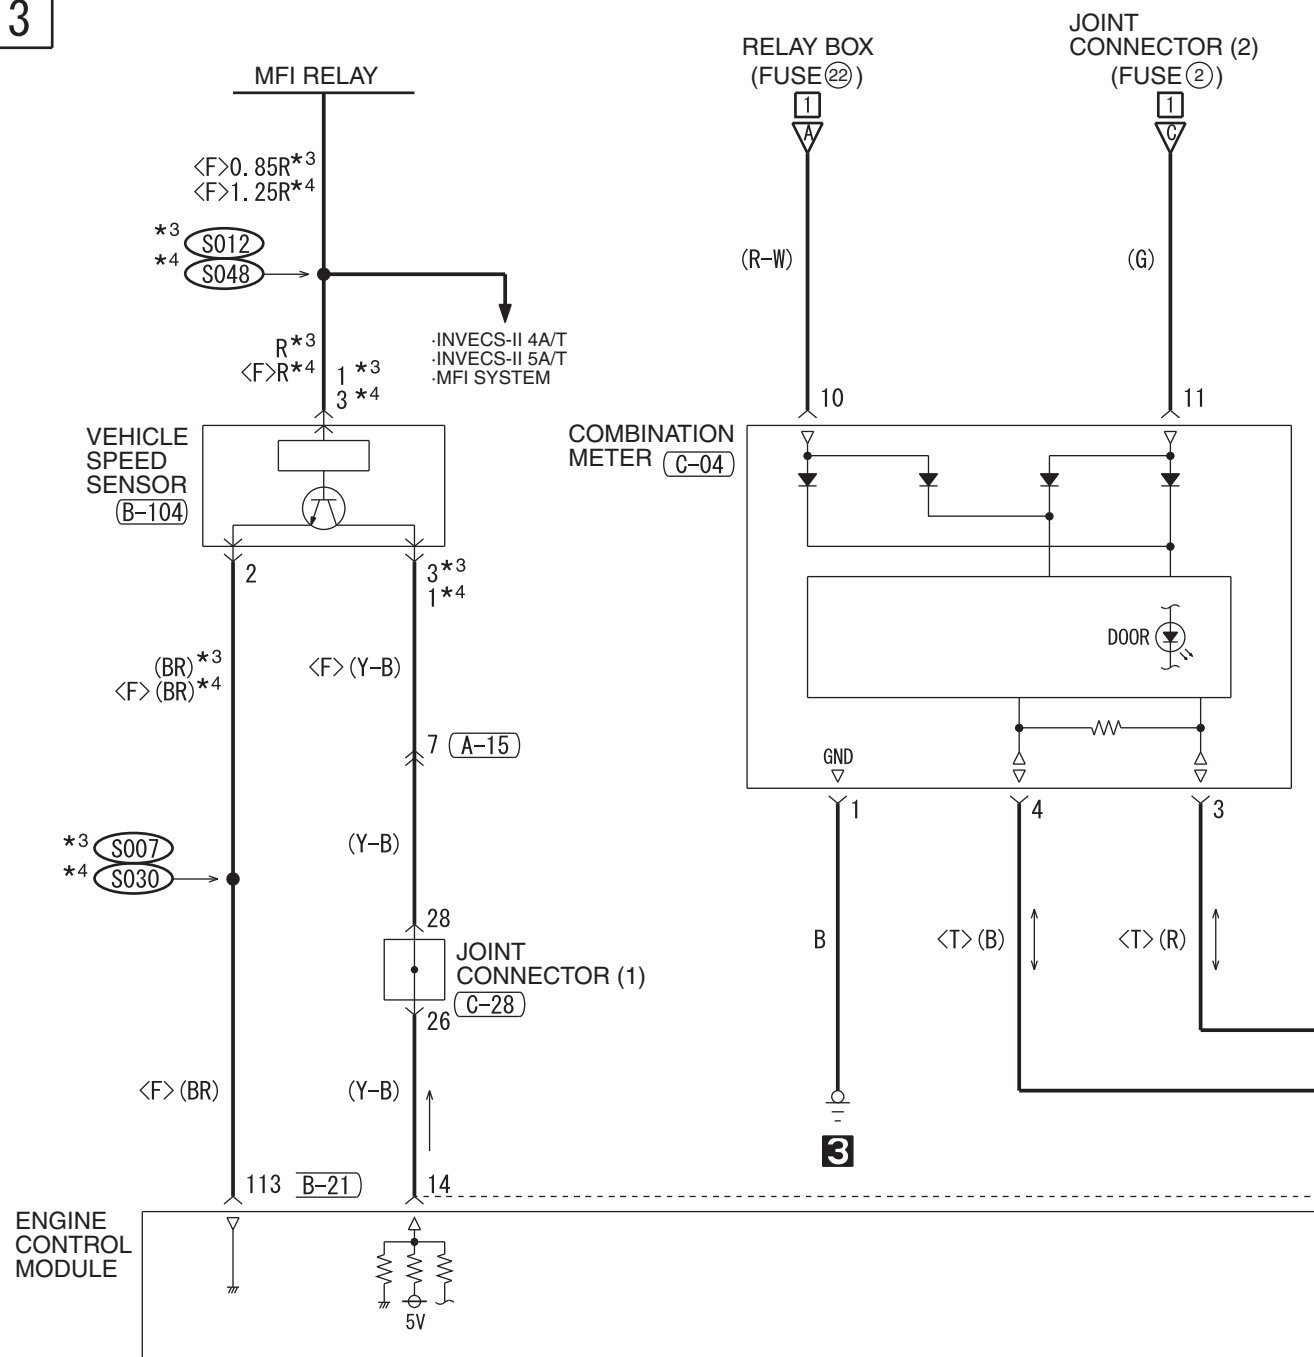 3
MFI RELAY
RELAY BOX
(FUSE㉒)
JOINT
CONNECTOR (2)
(FUSE②)
1
A
1
C
<F>0.85R*3
<F>1.25R*4
*3 S012
*4 S048
(R-W)
(G)
R*3
<F>R*4
1 *3
3 *4
·INVECS-II 4A/T
·INVECS-II 5A/T
·MFI SYSTEM
10
11
VEHICLE
SPEED
SENSOR
B-104
COMBINATION
METER C-04
2
3*3
1*4
DOOR
(BR)*3
<F>(BR)*4
<F>(Y-B)
7 A-15
GND
1
4
3
*3 S007
*4 S030
(Y-B)
28
JOINT
CONNECTOR (1)
C-28
26
B
<T>(B)
<T>(R)
<F>(BR)
(Y-B)
3
113 B-21
14
ENGINE
CONTROL
MODULE
5V